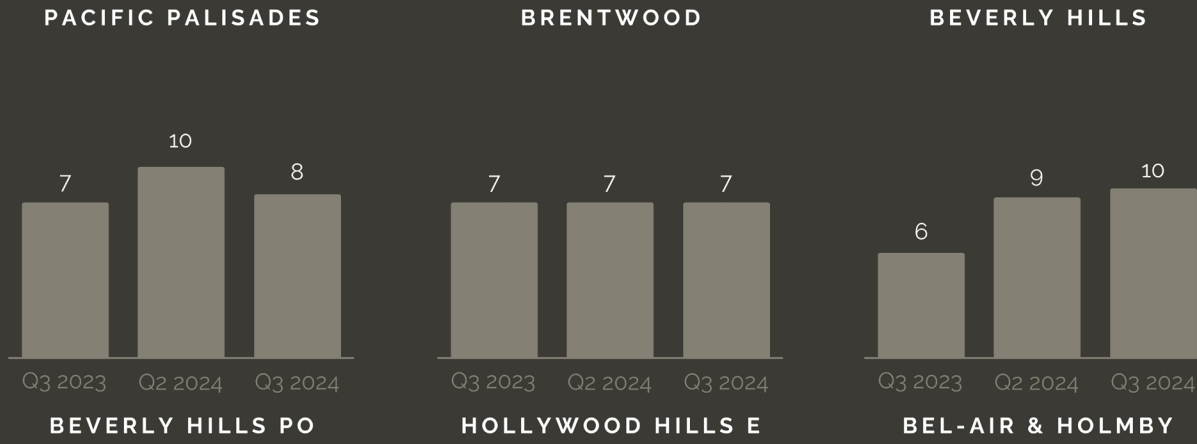 PACIFIC PALISADES
BRENTWOOD
BEVERLY HILLS
7
10
8
7
7
7
6
9
10
Q3 2023
Q2 2024
Q3 2024
Q3 2023
Q2 2024
Q3 2024
Q3 2023
Q2 2024
Q3 2024
BEVERLY HILLS PO
HOLLYWOOD HILLS E
BEL-AIR & HOLMBY